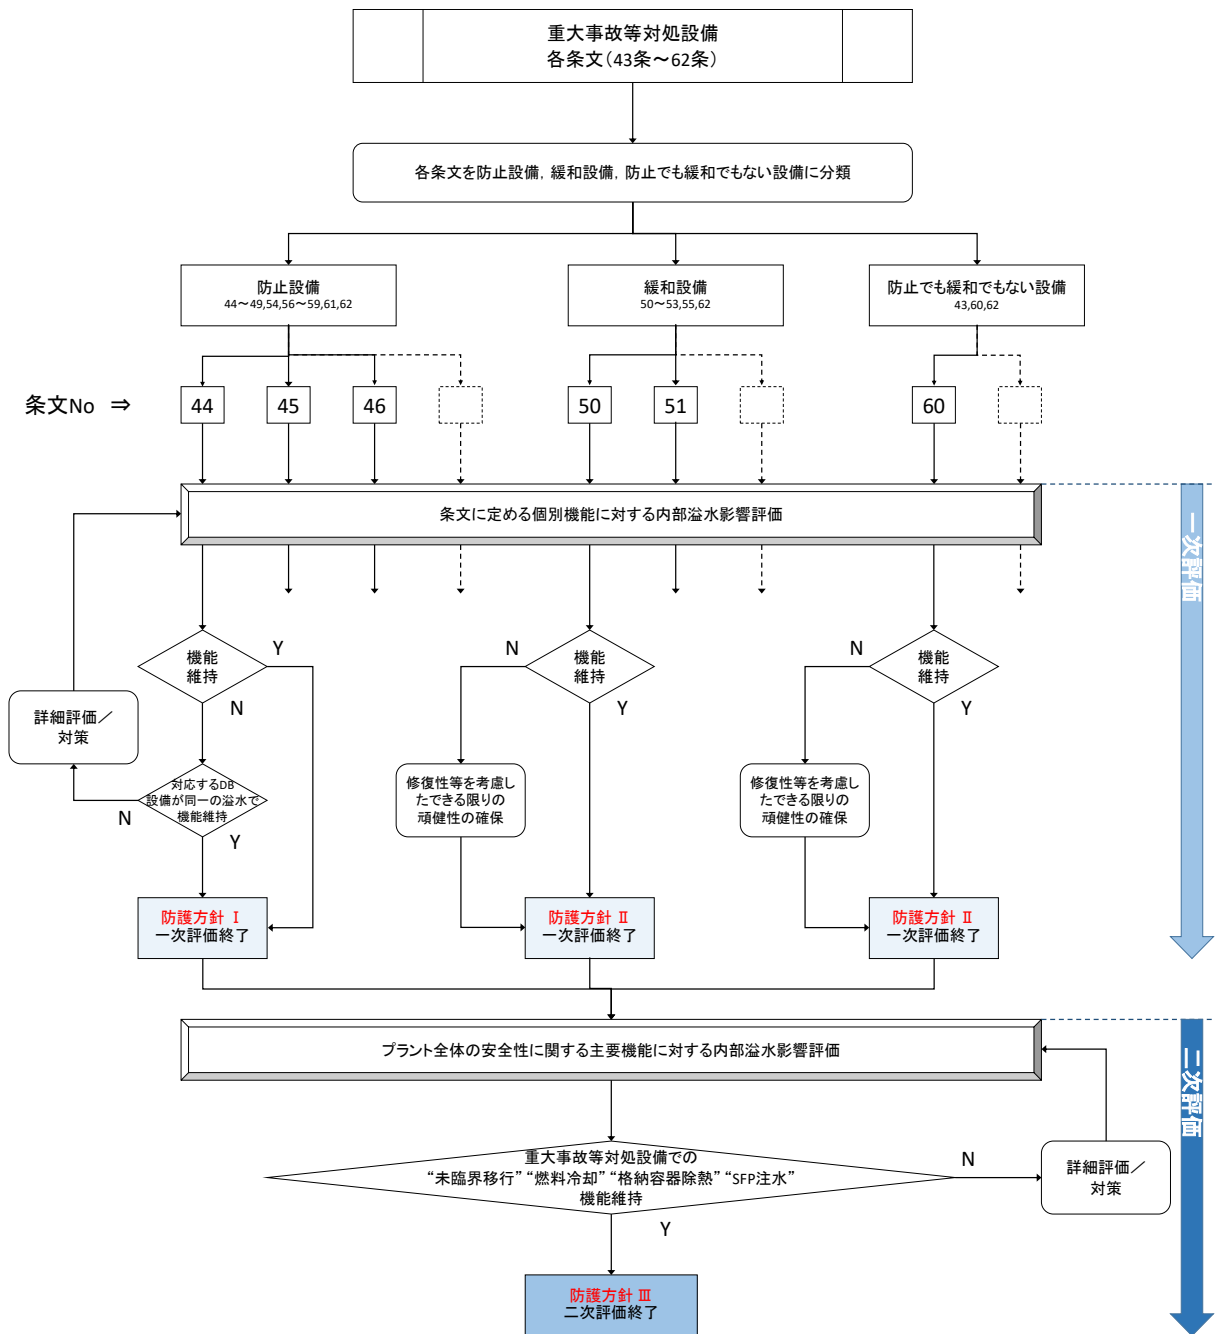 重大事故等対処設備
各条文(43条～62条)
各条文を防止設備，緩和設備，防止でも緩和でもない設備に分類
防止設備
44～49,54,56～59,61,62
緩和設備
50～53,55,62
防止でも緩和でもない設備
43,60,62
条文No ⇒
44
45
46
50
51
60
条文に定める個別機能に対する内部溢水影響評価
一次評価
機能
維持
Y
N
機能
維持
N
Y
機能
維持
N
Y
詳細評価／
対策
対応するDB
設備が同一の溢水で
機能維持
N
Y
修復性等を考慮し
たできる限りの
頑健性の確保
修復性等を考慮し
たできる限りの
頑健性の確保
防護方針 Ⅰ
一次評価終了
防護方針 Ⅱ
一次評価終了
防護方針 Ⅱ
一次評価終了
プラント全体の安全性に関する主要機能に対する内部溢水影響評価
二次評価
重大事故等対処設備での
“未臨界移行”“燃料冷却”“格納容器除熱”“SFP注水”
機能維持
N
Y
詳細評価／
対策
防護方針 Ⅲ
二次評価終了